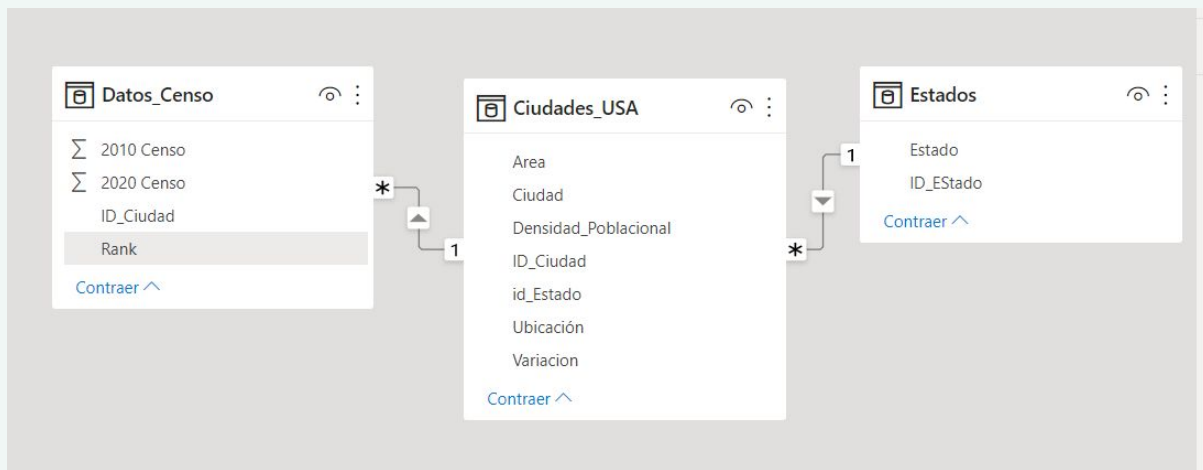 Datos_Censo
2010 Censo
2020 Censo
ID_Ciudad
Rank
Contraer
*
1
Ciudades_USA
Area
Ciudad
Densidad_Poblacional
ID_Ciudad
id_Estado
Ubicación
Variacion
Contraer
*
1
Estados
Estado
ID_EStado
Contraer